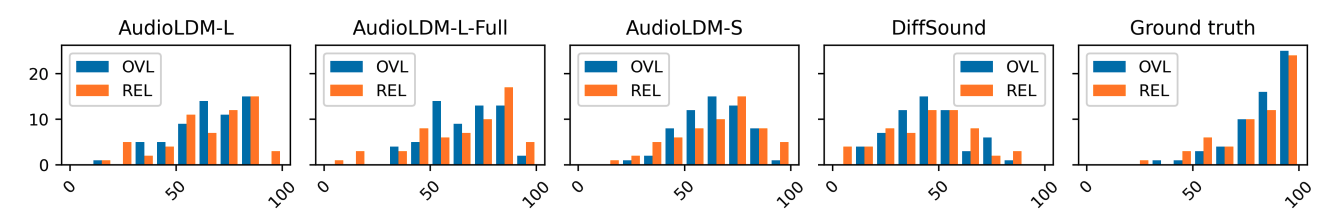 AudioLDM-L AudioLDM-L-Full AudioLDM-S DiffSound Ground truth
OVL OVL OVL OVL OVL
REL REL REL REL REL
20
10
0
0 50 100 0 50 100 0 50 100 0 50 100 0 50 100